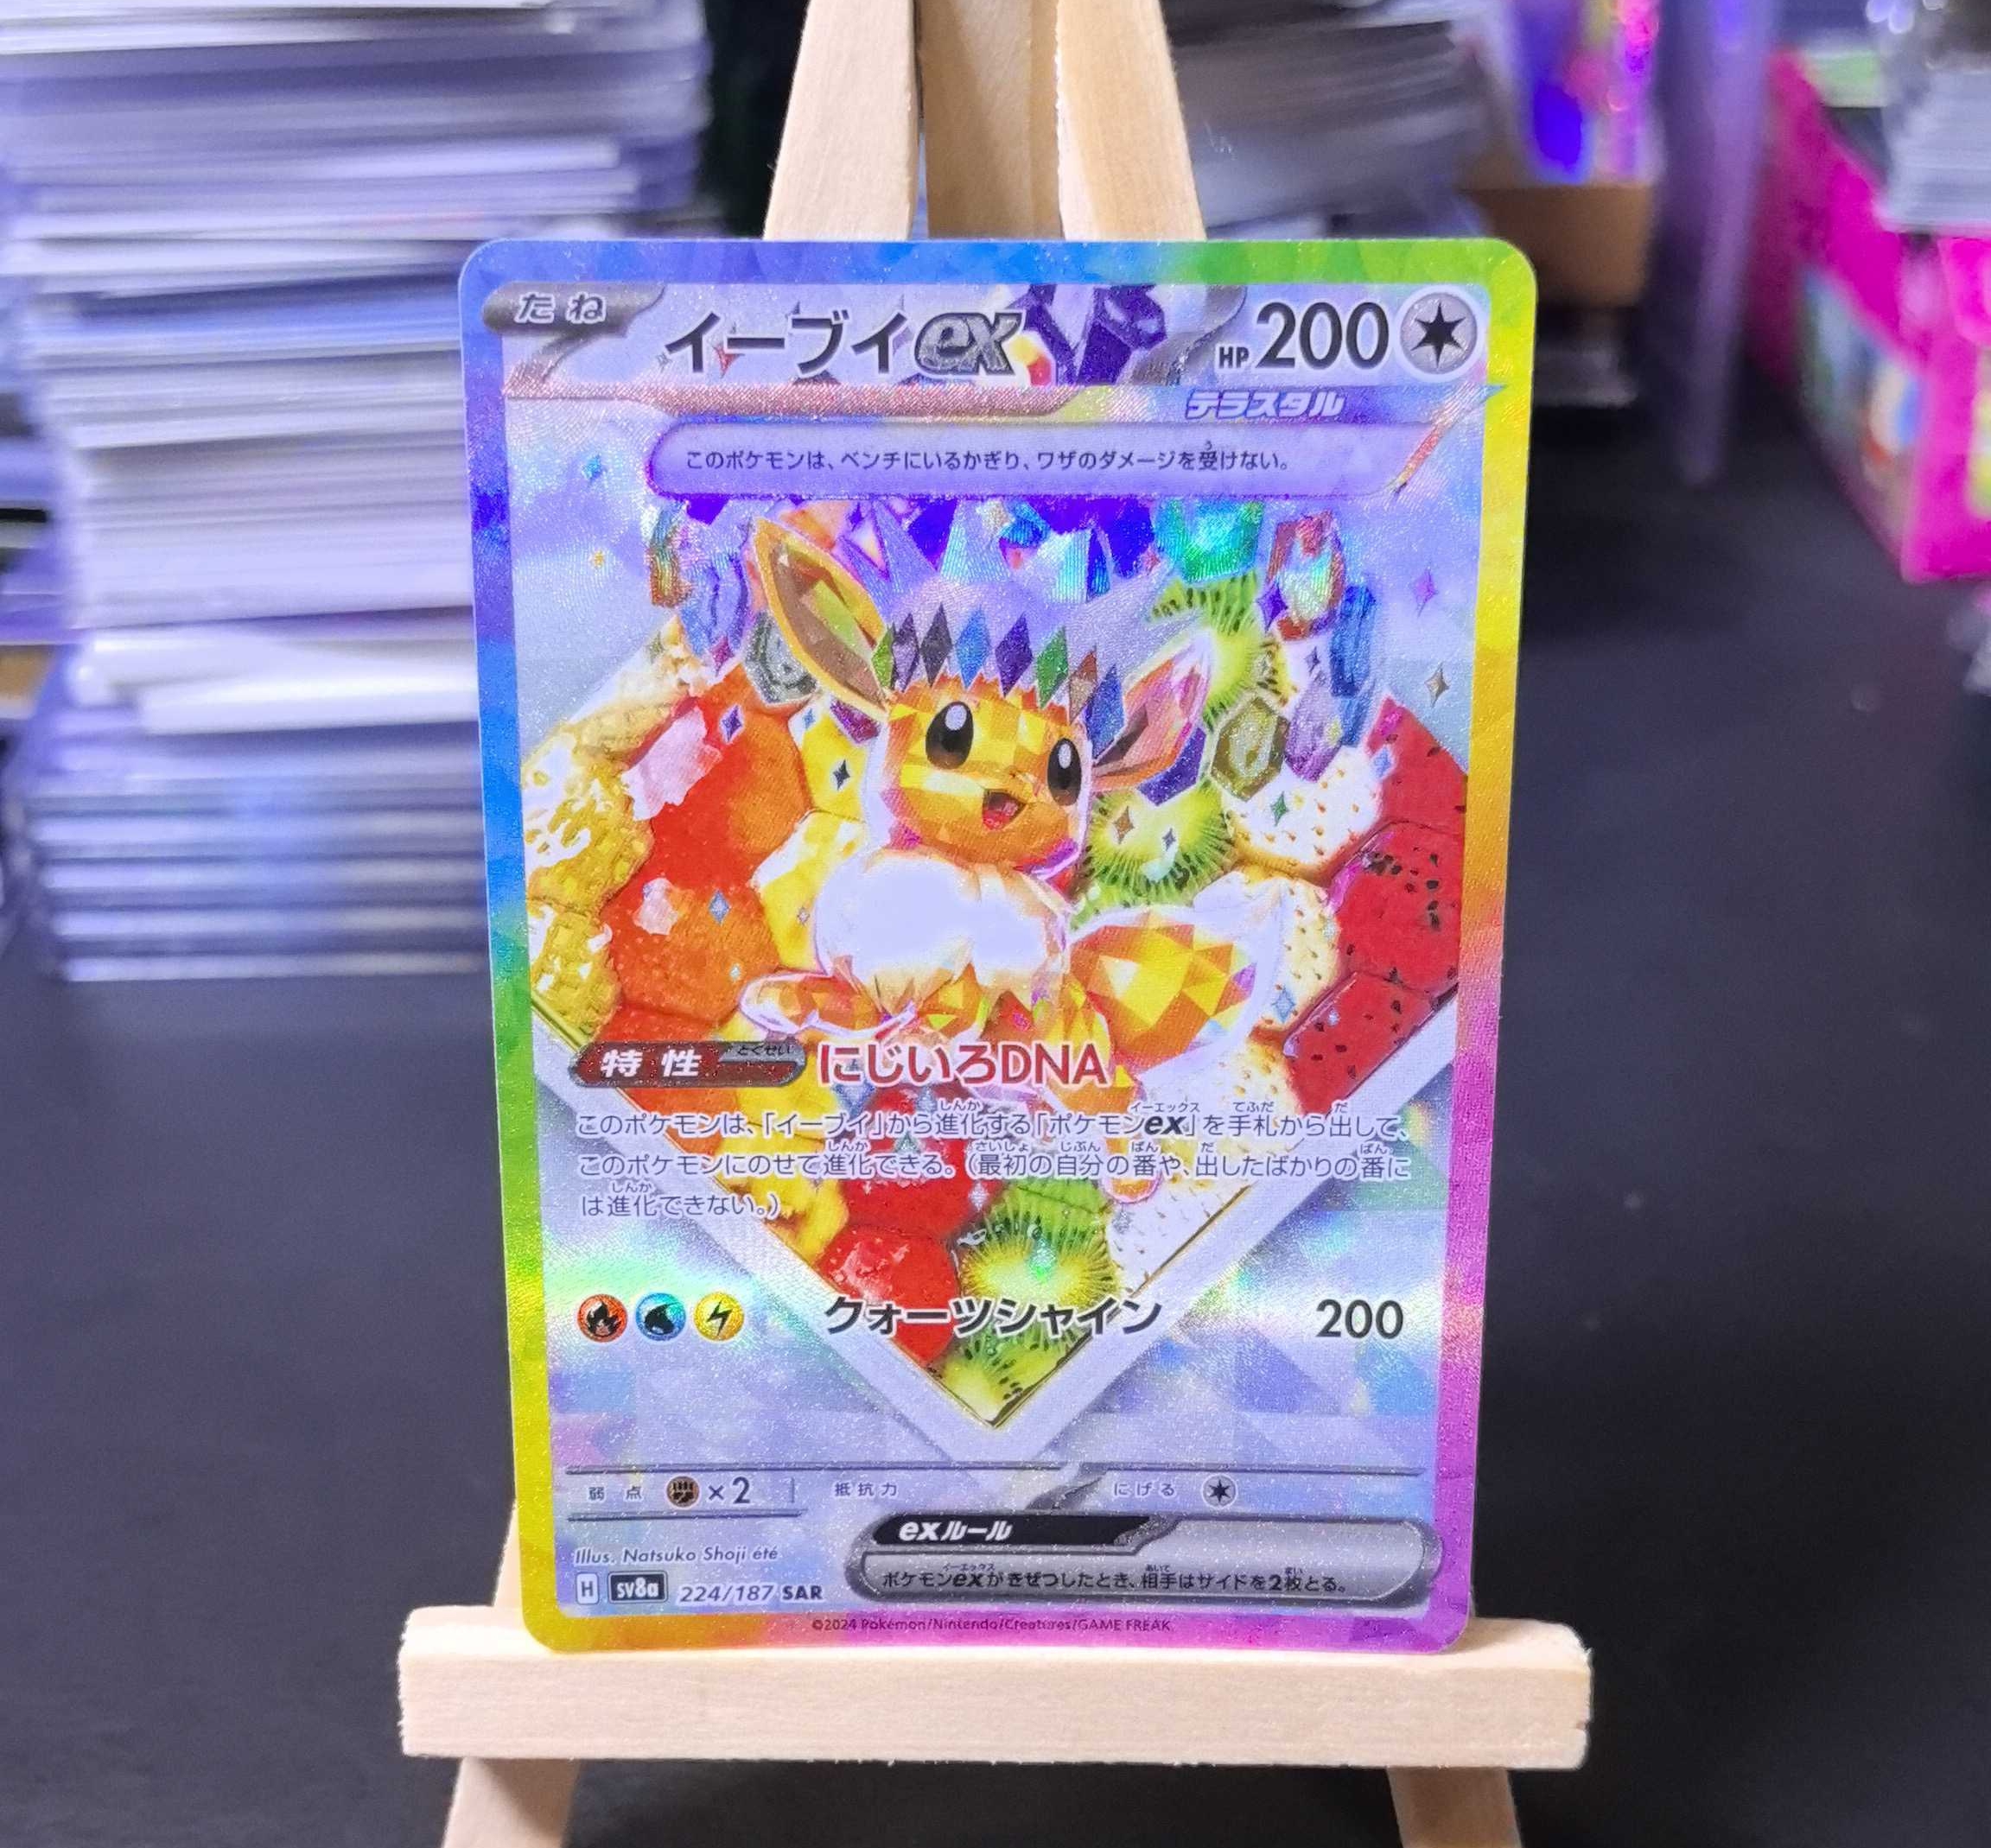 たね
イーブイex
HP 200
テラスタル
このポケモンは、ベンチにいるかぎり、ワザのダメージを受けない。
特性 にじいろDNA
このポケモンは、「イーブイ」から進化する「ポケモンex」を手札から出して、
このポケモンにのせて進化できる。（最初の自分の番や、出したばかりの番に
は進化できない。）
クォーツシャイン 200
弱点 ×2 抵抗力 にげる
exルール
ポケモンexがきぜつしたとき、相手はサイドを2枚とる。
Illus. Natsuko Shoji été
H sv8a 224/187 SAR
©2024 Pokémon/Nintendo/Creatures/GAME FREAK